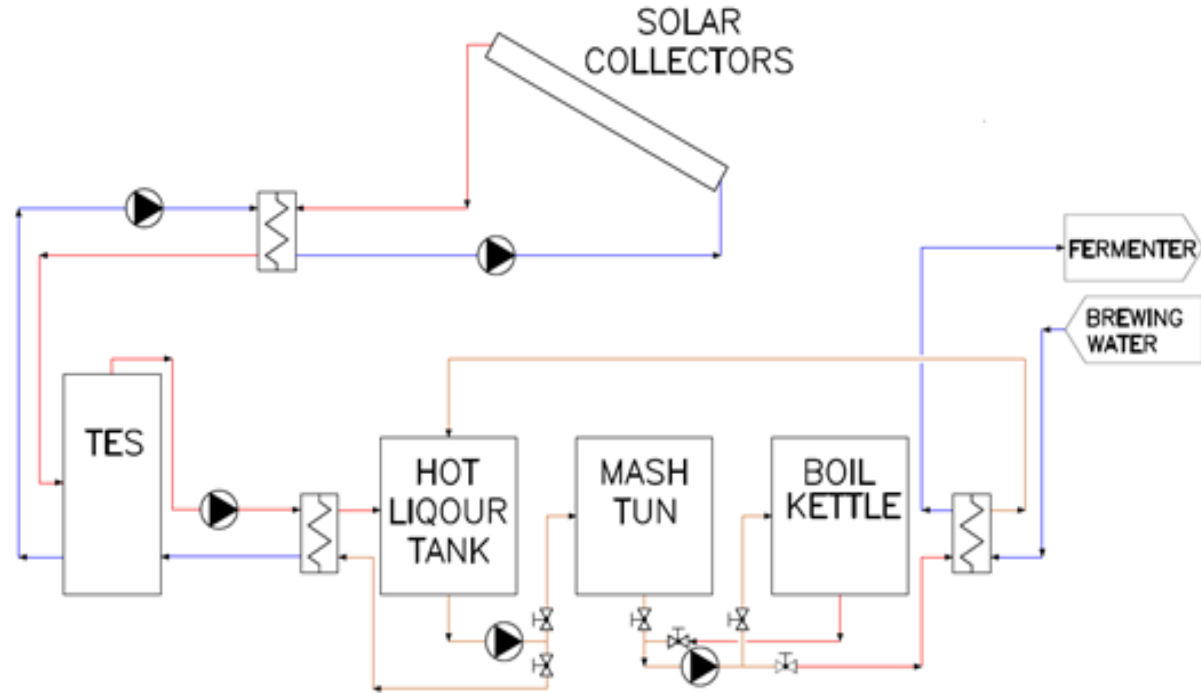 SOLAR
COLLECTORS
FERMENTER
BREWING
WATER
TES
HOT
LIQOUR
TANK
MASH
TUN
BOIL
KETTLE